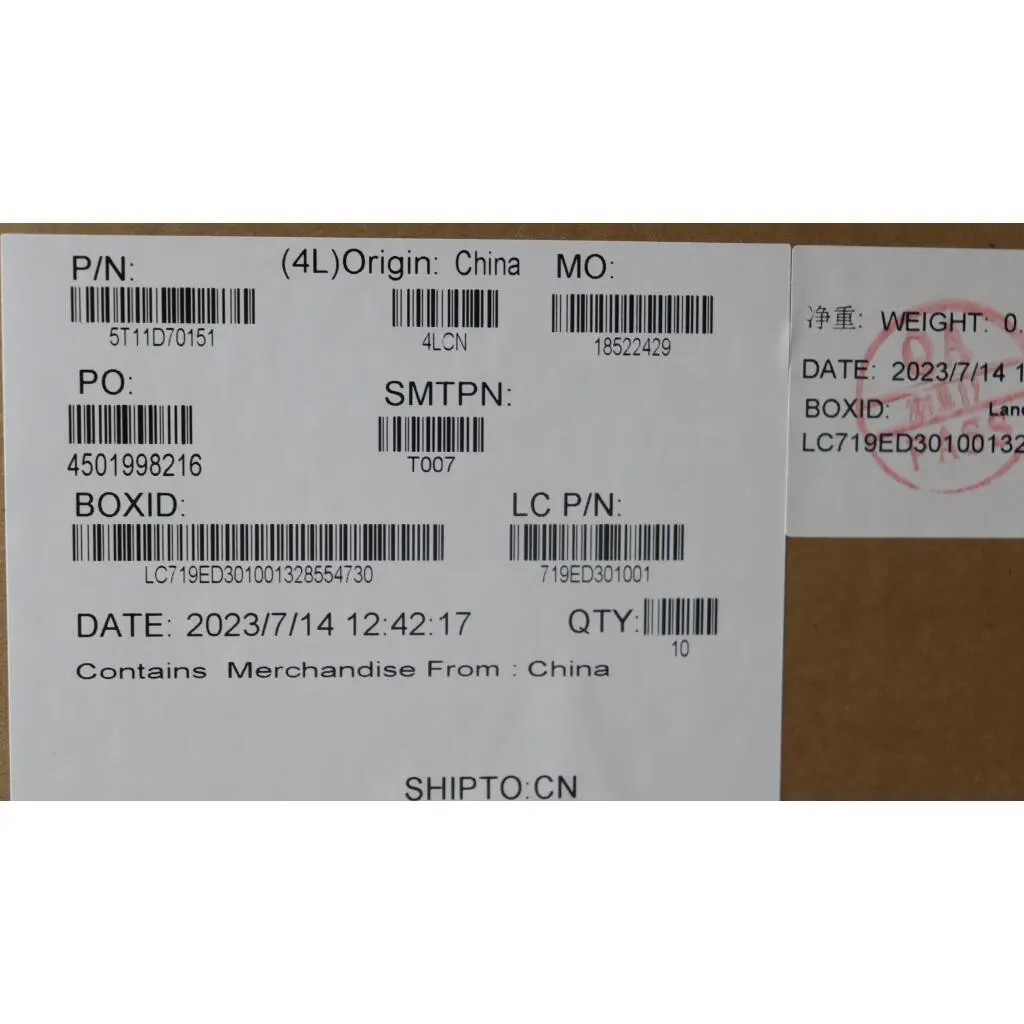 P/N: (4L)Origin: China MO:
5T11D70151 4LCN 18522429
PO: SMTPN:
4501998216 T007
BOXID: LC P/N:
LC719ED301001328554730 719ED301001
DATE: 2023/7/14 12:42:17 QTY:
10
Contains Merchandise From : China
SHIPTO:CN
净重: WEIGHT: 0.
DATE: 2023/7/14 1
BOXID:
LC719ED30100132
QA
PASS